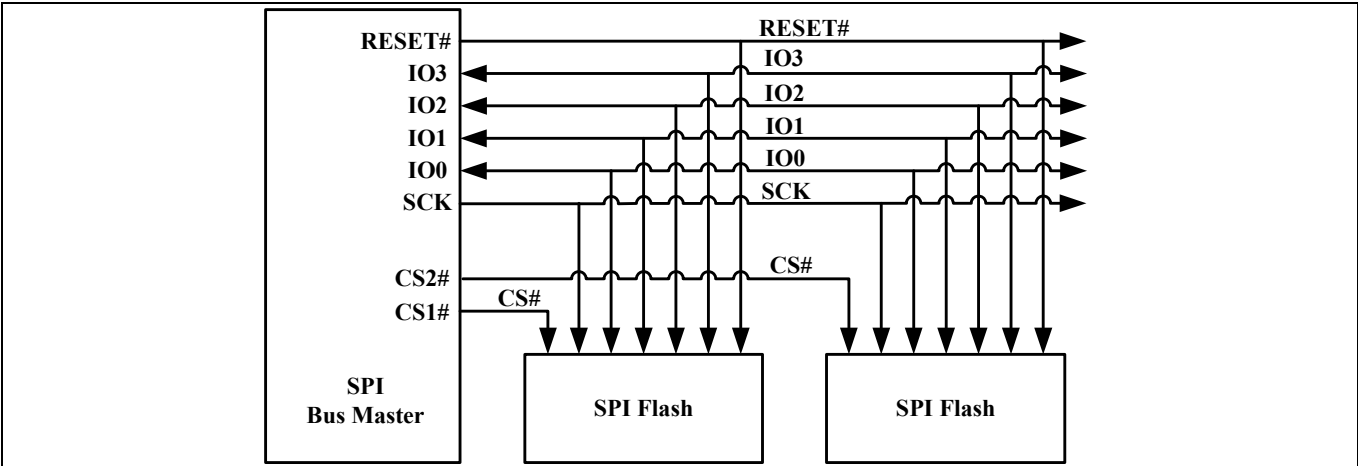 RESET#
RESET#
IO3
IO3
IO2
IO2
IO1
IO1
IO0
IO0
SCK
SCK
CS2#
CS#
CS1#
CS#
SPI
Bus Master
SPI Flash
SPI Flash